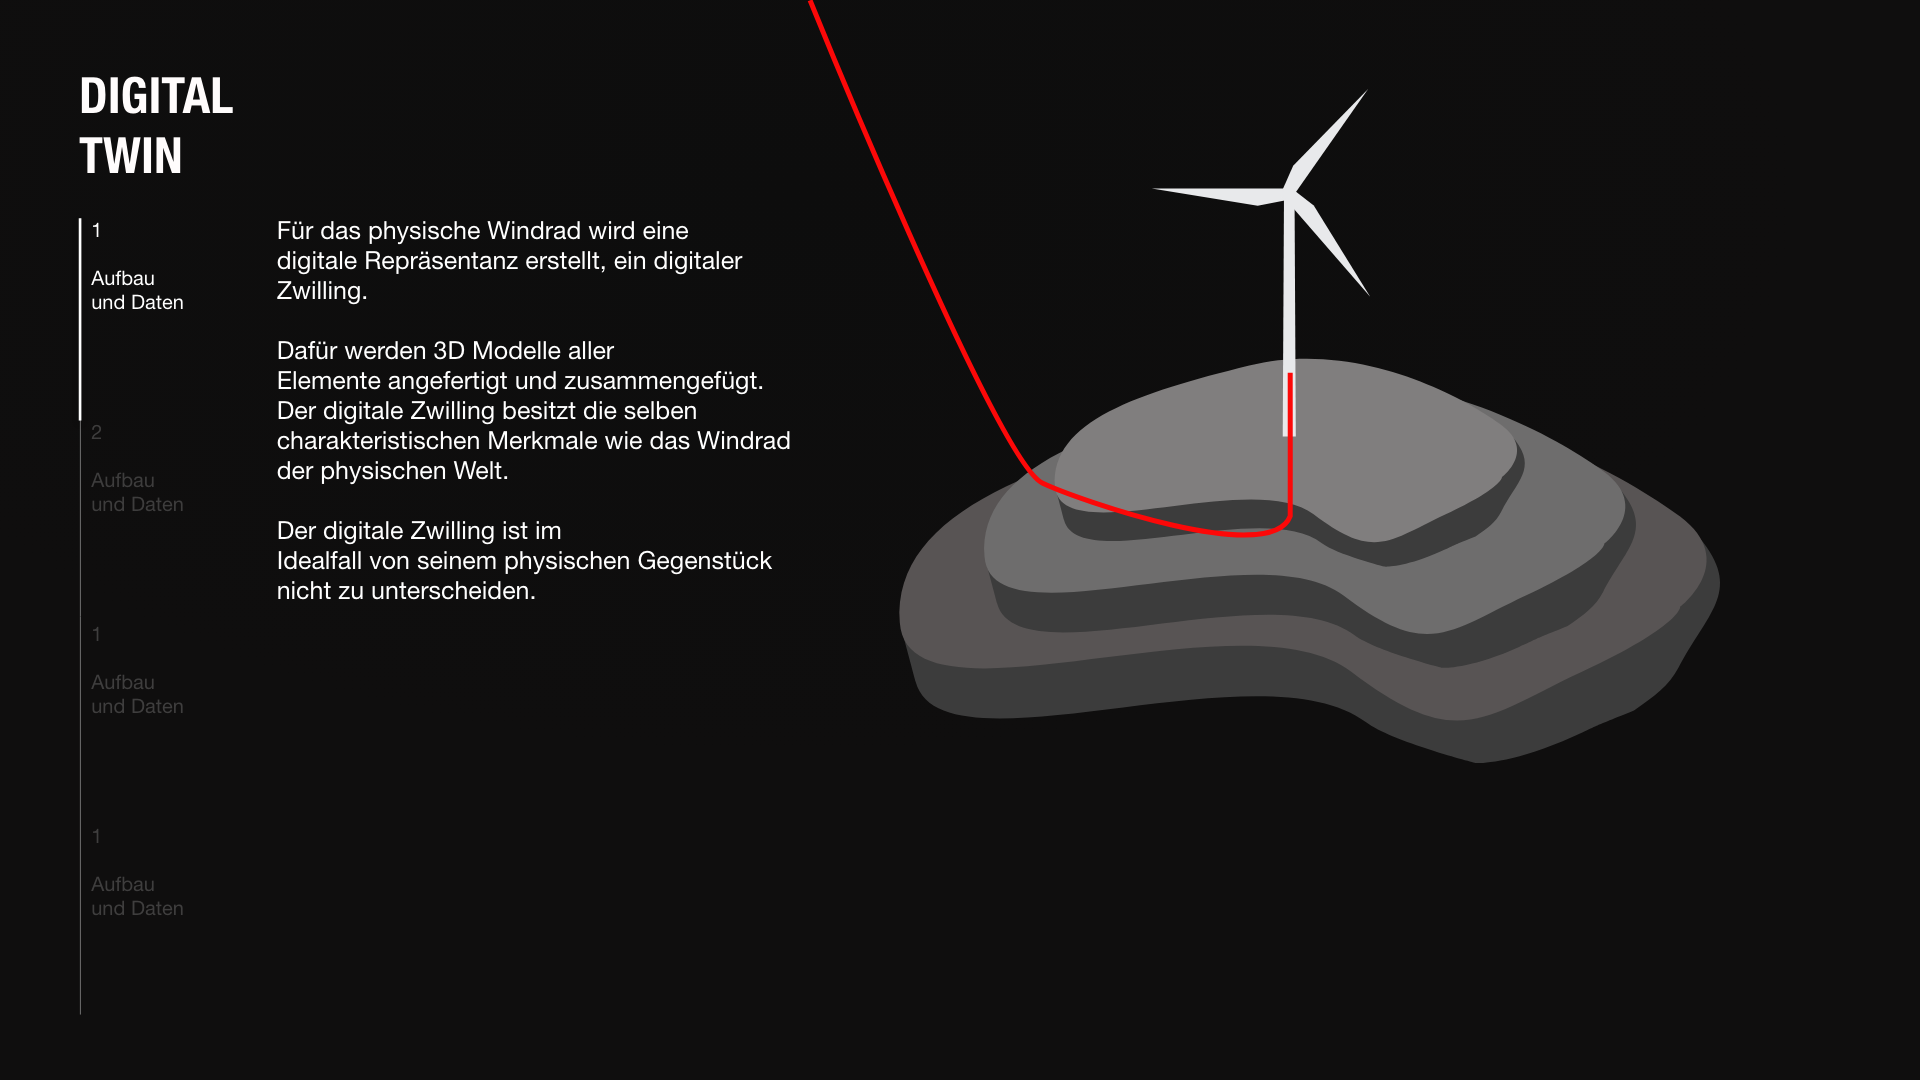 DIGITAL
TWIN
1
Aufbau
und Daten
Für das physische Windrad wird eine
digitale Repräsentanz erstellt, ein digitaler
Zwilling.
Dafür werden 3D Modelle aller
Elemente angefertigt und zusammengefügt.
Der digitale Zwilling besitzt die selben
charakteristischen Merkmale wie das Windrad
der physischen Welt.
Der digitale Zwilling ist im
Idealfall von seinem physischen Gegenstück
nicht zu unterscheiden.
2
Aufbau
und Daten
1
Aufbau
und Daten
1
Aufbau
und Daten